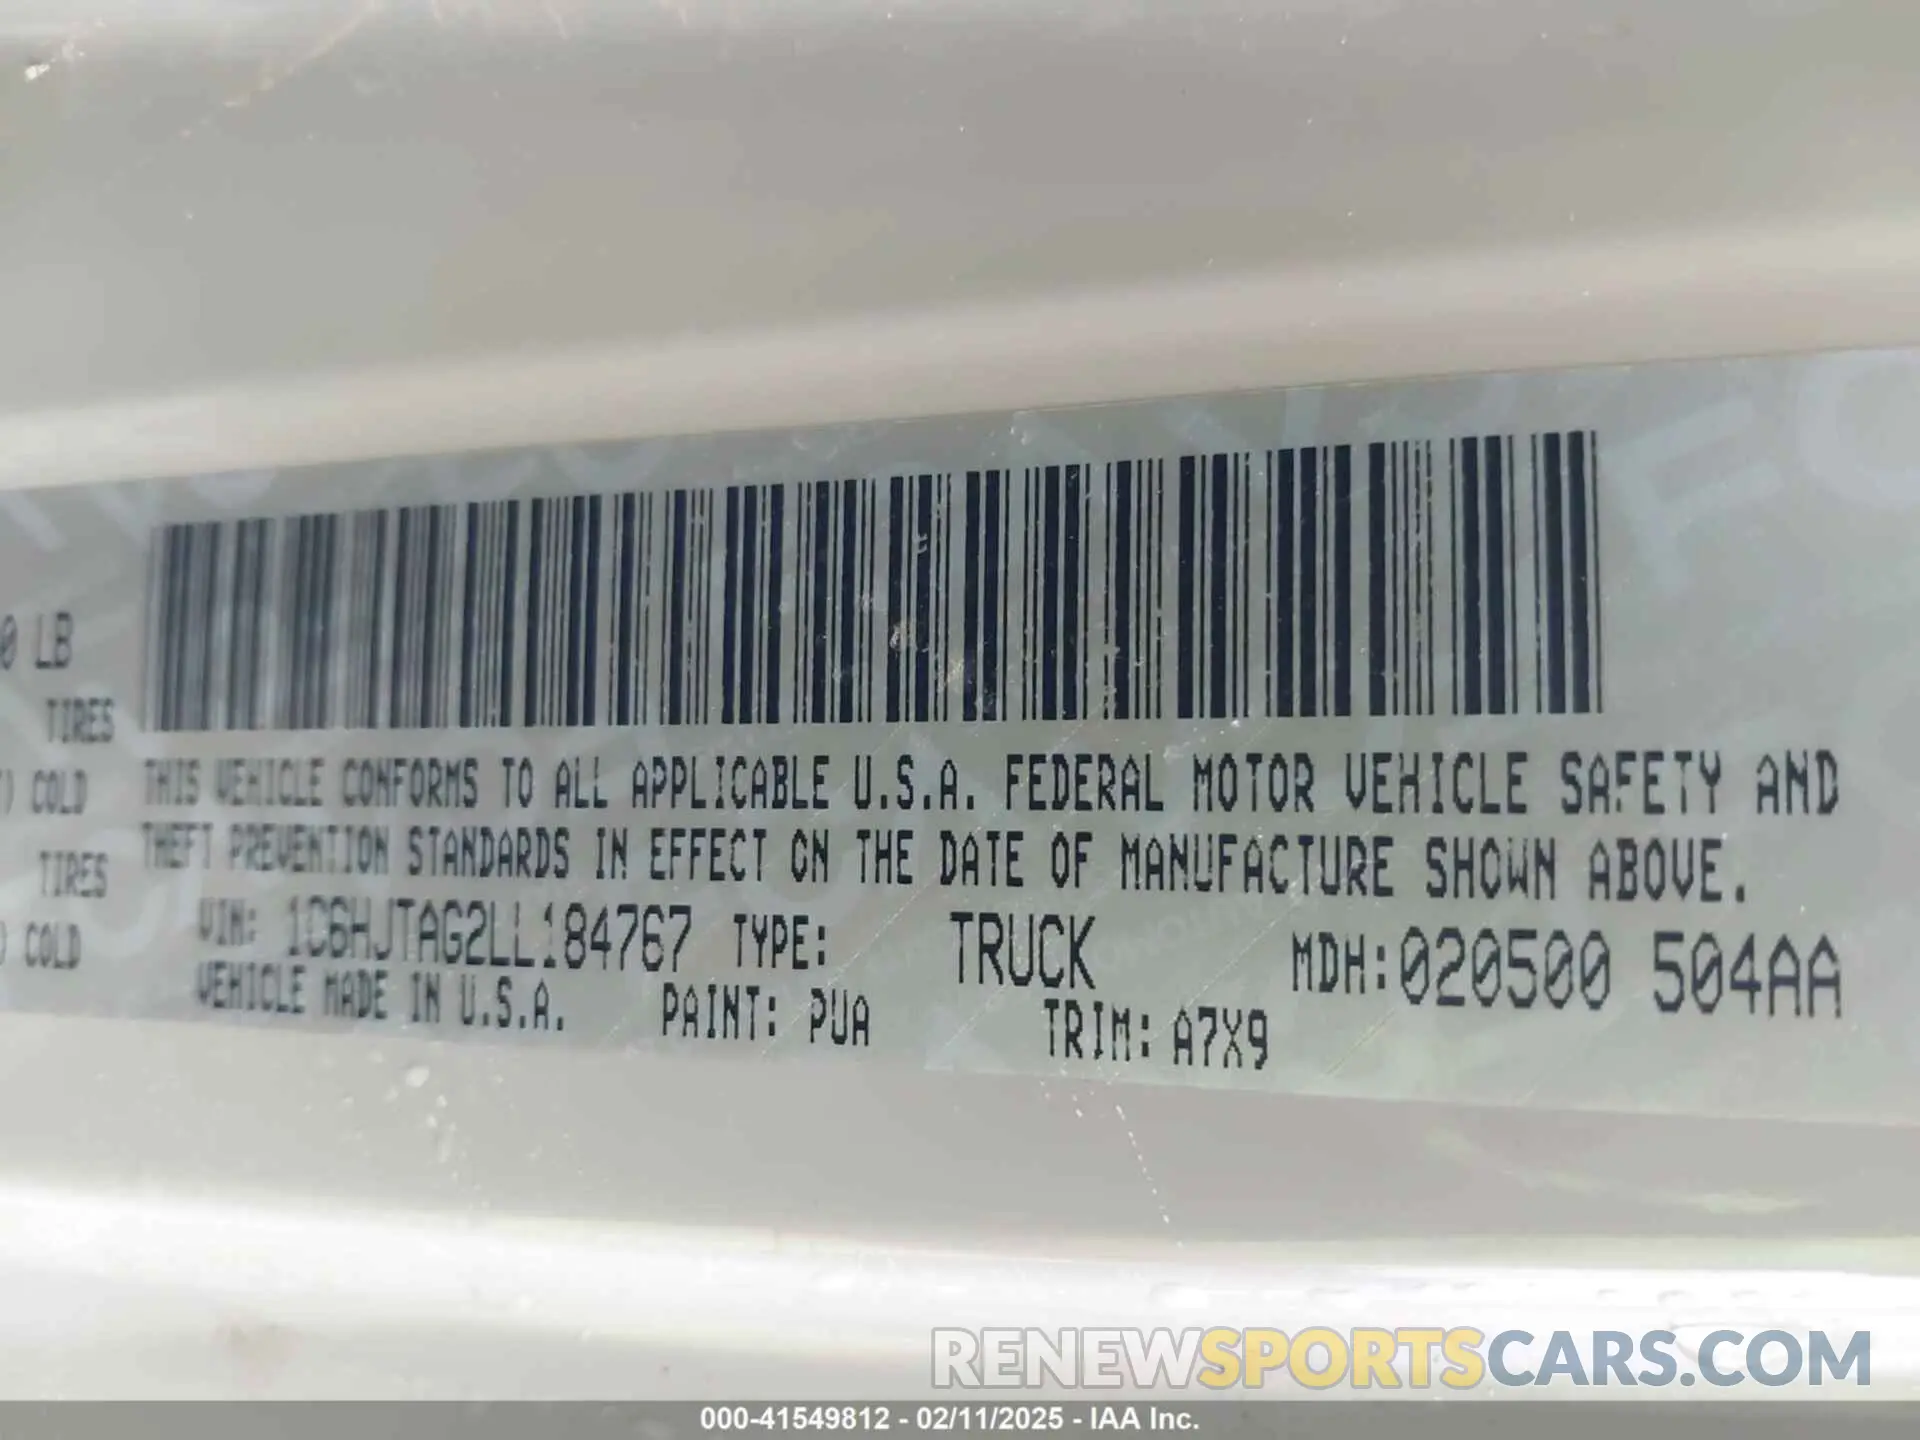 0 LB
TIRES
) COLD
TIRES
) COLD
THIS VEHICLE CONFORMS TO ALL APPLICABLE U.S.A. FEDERAL MOTOR VEHICLE SAFETY AND
THEFT PREVENTION STANDARDS IN EFFECT ON THE DATE OF MANUFACTURE SHOWN ABOVE.
VIN: 1C6HJTAG2LL184767 TYPE: TRUCK MDH:020500 504AA
VEHICLE MADE IN U.S.A. PAINT: PUA TRIM: A7X9
RENEWSPORTSCARS.COM
000-41549812 - 02/11/2025 - IAA Inc.